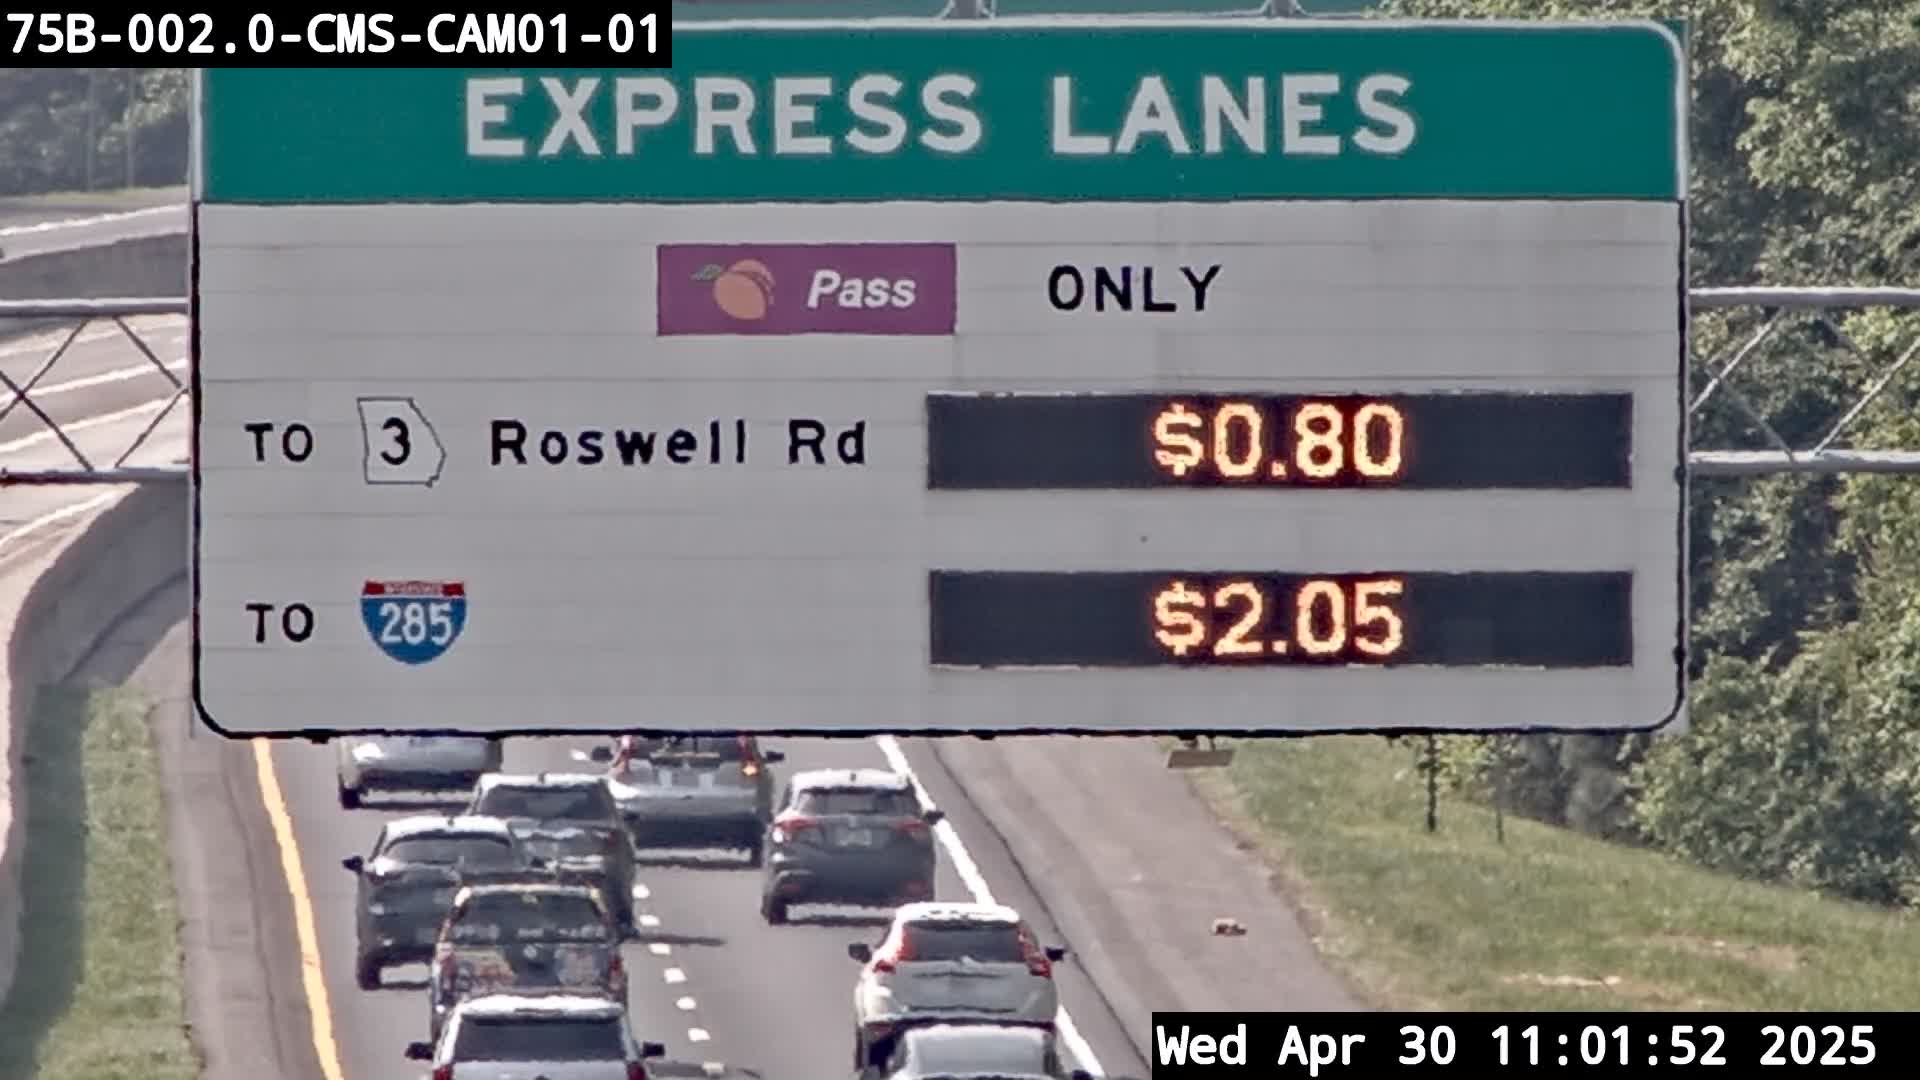 75B-002.0-CMS-CAM01-01
EXPRESS LANES
Pass ONLY
TO 3 Roswell Rd $0.80
TO 285 $2.05
Wed Apr 30 11:01:52 2025